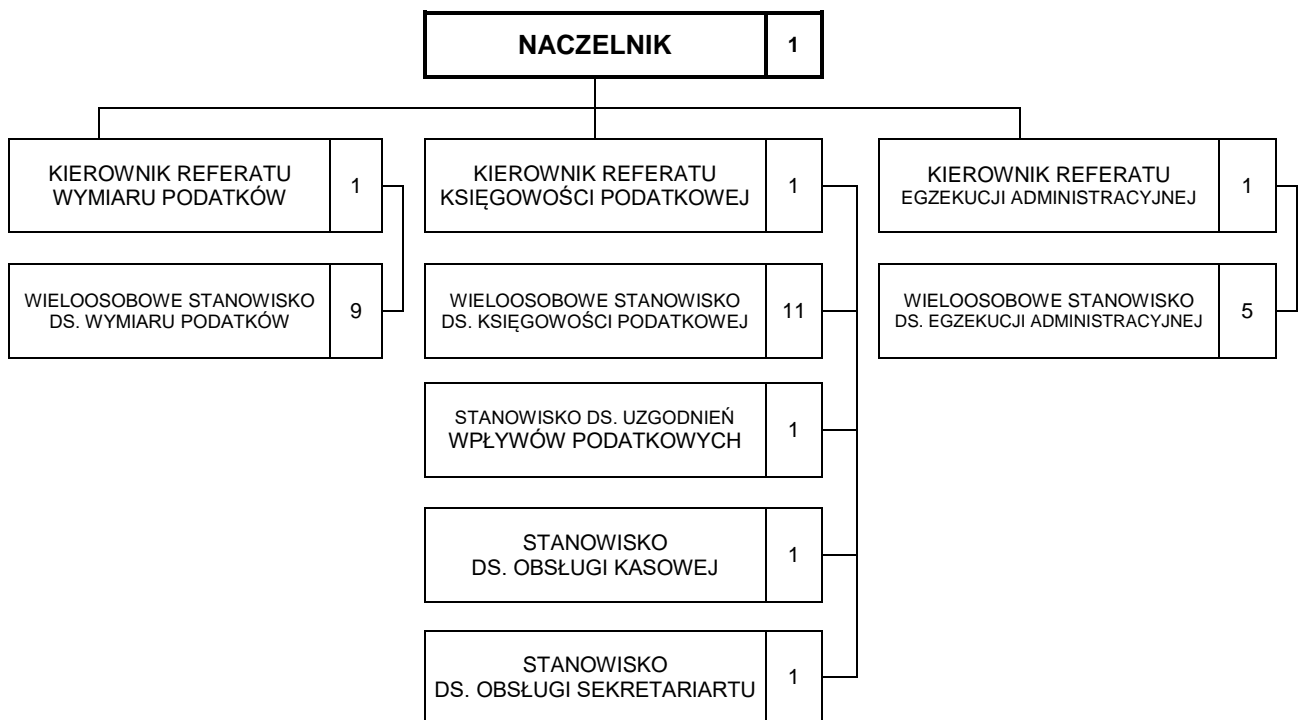 NACZELNIK 1
KIEROWNIK REFERATU
WYMIARU PODATKÓW
1
KIEROWNIK REFERATU
KSIĘGOWOŚCI PODATKOWEJ
1
KIEROWNIK REFERATU
EGZEKUCJI ADMINISTRACYJNEJ
1
WIELOOSOBOWE STANOWISKO
DS. WYMIARU PODATKÓW
9
WIELOOSOBOWE STANOWISKO
DS. KSIĘGOWOŚCI PODATKOWEJ
11
WIELOOSOBOWE STANOWISKO
DS. EGZEKUCJI ADMINISTRACYJNEJ
5
STANOWISKO DS. UZGODNIEŃ
WPŁYWÓW PODATKOWYCH
1
STANOWISKO
DS. OBSŁUGI KASOWEJ
1
STANOWISKO
DS. OBSŁUGI SEKRETARIARTU
1